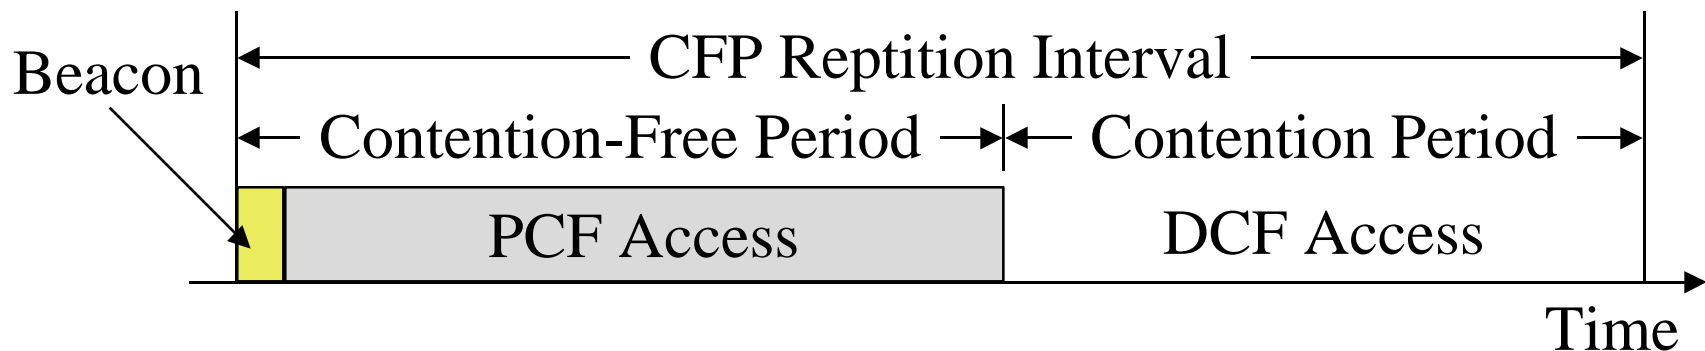 CFP Reptition Interval
Beacon
Contention-Free Period
Contention Period
PCF Access
DCF Access
Time